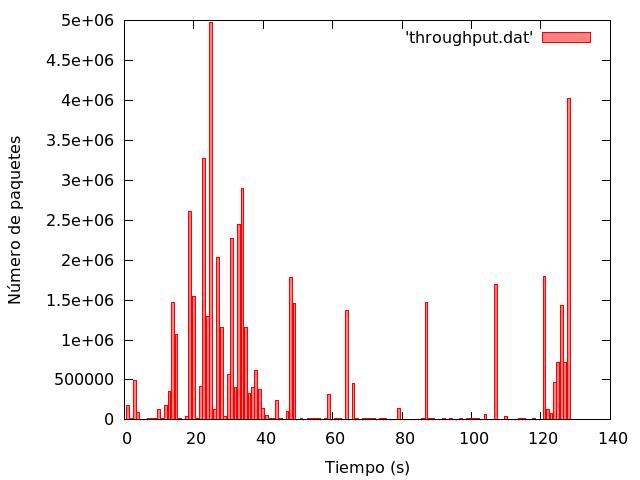 5e+06
4.5e+06
4e+06
3.5e+06
3e+06
2.5e+06
2e+06
1.5e+06
1e+06
500000
0
Número de paquetes
'throughput.dat'
0 20 40 60 80 100 120 140
Tiempo (s)